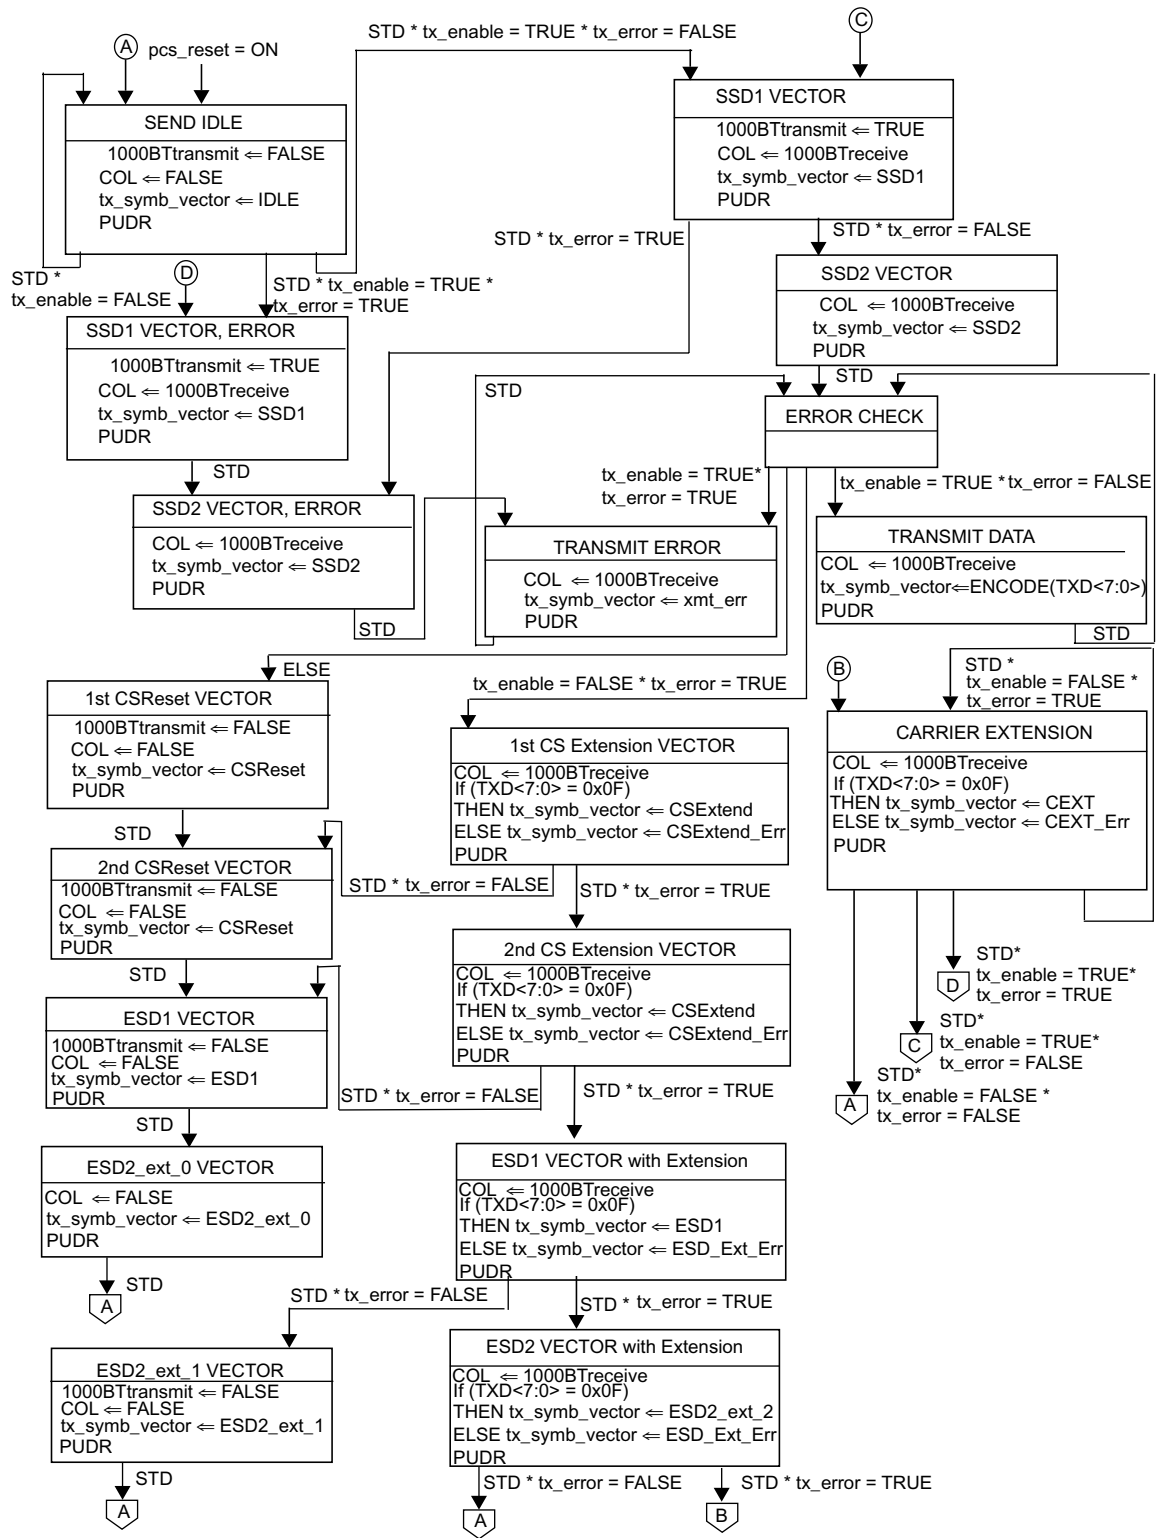 C
STD * tx_enable = TRUE * tx_error = FALSE
A
pcs_reset = ON
SEND IDLE
1000BTtransmit ⇐ FALSE
COL ⇐ FALSE
tx_symb_vector ⇐ IDLE
PUDR
SSD1 VECTOR
1000BTtransmit ⇐ TRUE
COL ⇐ 1000BTreceive
tx_symb_vector ⇐ SSD1
PUDR
STD * tx_error = TRUE
STD * tx_error = FALSE
STD *
tx_enable = FALSE
D
STD * tx_enable = TRUE *
tx_error = TRUE
SSD2 VECTOR
COL ⇐ 1000BTreceive
tx_symb_vector ⇐ SSD2
PUDR
SSD1 VECTOR, ERROR
1000BTtransmit ⇐ TRUE
COL ⇐ 1000BTreceive
tx_symb_vector ⇐ SSD1
PUDR
STD
STD
ERROR CHECK
STD
tx_enable = TRUE*
tx_error = TRUE
tx_enable = TRUE * tx_error = FALSE
SSD2 VECTOR, ERROR
COL ⇐ 1000BTreceive
tx_symb_vector ⇐ SSD2
PUDR
STD
TRANSMIT ERROR
COL ⇐ 1000BTreceive
tx_symb_vector ⇐ xmt_err
PUDR
TRANSMIT DATA
COL ⇐ 1000BTreceive
tx_symb_vector⇐ENCODE(TXD<7:0>)
PUDR
STD
ELSE
tx_enable = FALSE * tx_error = TRUE
B
STD *
tx_enable = FALSE *
tx_error = TRUE
1st CSReset VECTOR
1000BTtransmit ⇐ FALSE
COL ⇐ FALSE
tx_symb_vector ⇐ CSReset
PUDR
1st CS Extension VECTOR
COL ⇐ 1000BTreceive
If (TXD<7:0> = 0x0F)
THEN tx_symb_vector ⇐ CSExtend
ELSE tx_symb_vector ⇐ CSExtend_Err
PUDR
CARRIER EXTENSION
COL ⇐ 1000BTreceive
If (TXD<7:0> = 0x0F)
THEN tx_symb_vector ⇐ CEXT
ELSE tx_symb_vector ⇐ CEXT_Err
PUDR
STD
STD * tx_error = FALSE
STD * tx_error = TRUE
2nd CSReset VECTOR
1000BTtransmit ⇐ FALSE
COL ⇐ FALSE
tx_symb_vector ⇐ CSReset
PUDR
2nd CS Extension VECTOR
COL ⇐ 1000BTreceive
If (TXD<7:0> = 0x0F)
THEN tx_symb_vector ⇐ CSExtend
ELSE tx_symb_vector ⇐ CSExtend_Err
PUDR
D
STD*
tx_enable = TRUE*
tx_error = TRUE
C
STD*
tx_enable = TRUE*
tx_error = FALSE
A
STD*
tx_enable = FALSE *
tx_error = FALSE
STD
ESD1 VECTOR
1000BTtransmit ⇐ FALSE
COL ⇐ FALSE
tx_symb_vector ⇐ ESD1
PUDR
STD * tx_error = FALSE
STD * tx_error = TRUE
STD
ESD2_ext_0 VECTOR
COL ⇐ FALSE
tx_symb_vector ⇐ ESD2_ext_0
PUDR
STD
A
ESD1 VECTOR with Extension
COL ⇐ 1000BTreceive
If (TXD<7:0> = 0x0F)
THEN tx_symb_vector ⇐ ESD1
ELSE tx_symb_vector ⇐ ESD_Ext_Err
PUDR
STD * tx_error = FALSE
STD * tx_error = TRUE
ESD2_ext_1 VECTOR
1000BTtransmit ⇐ FALSE
COL ⇐ FALSE
tx_symb_vector ⇐ ESD2_ext_1
PUDR
STD
A
ESD2 VECTOR with Extension
COL ⇐ 1000BTreceive
If (TXD<7:0> = 0x0F)
THEN tx_symb_vector ⇐ ESD2_ext_2
ELSE tx_symb_vector ⇐ ESD_Ext_Err
PUDR
STD * tx_error = FALSE
STD * tx_error = TRUE
A
B